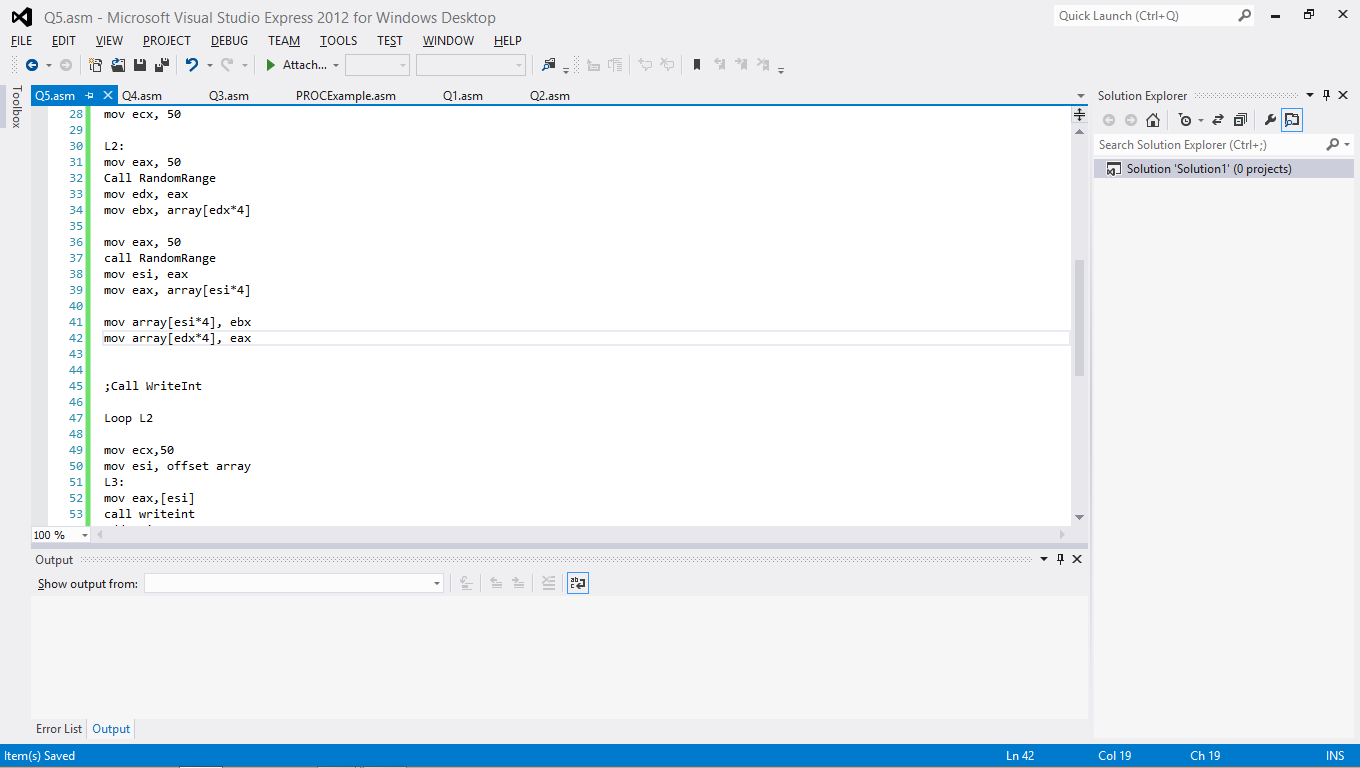 Q5.asm - Microsoft Visual Studio Express 2012 for Windows Desktop
Quick Launch (Ctrl+Q)
FILE EDIT VIEW PROJECT DEBUG TEAM TOOLS TEST WINDOW HELP
Attach...
Toolbox
Q5.asm Q4.asm Q3.asm PROCExample.asm Q1.asm Q2.asm
28 mov ecx, 50
29
30 L2:
31 mov eax, 50
32 Call RandomRange
33 mov edx, eax
34 mov ebx, array[edx*4]
35
36 mov eax, 50
37 call RandomRange
38 mov esi, eax
39 mov eax, array[esi*4]
40
41 mov array[esi*4], ebx
42 mov array[edx*4], eax
43
44
45 ;Call WriteInt
46
47 Loop L2
48
49 mov ecx,50
50 mov esi, offset array
51 L3:
52 mov eax,[esi]
53 call writeint
100 %
Solution Explorer
Search Solution Explorer (Ctrl+;)
Solution 'Solution1' (0 projects)
Output
Show output from:
Error List Output
Item(s) Saved Ln 42 Col 19 Ch 19 INS